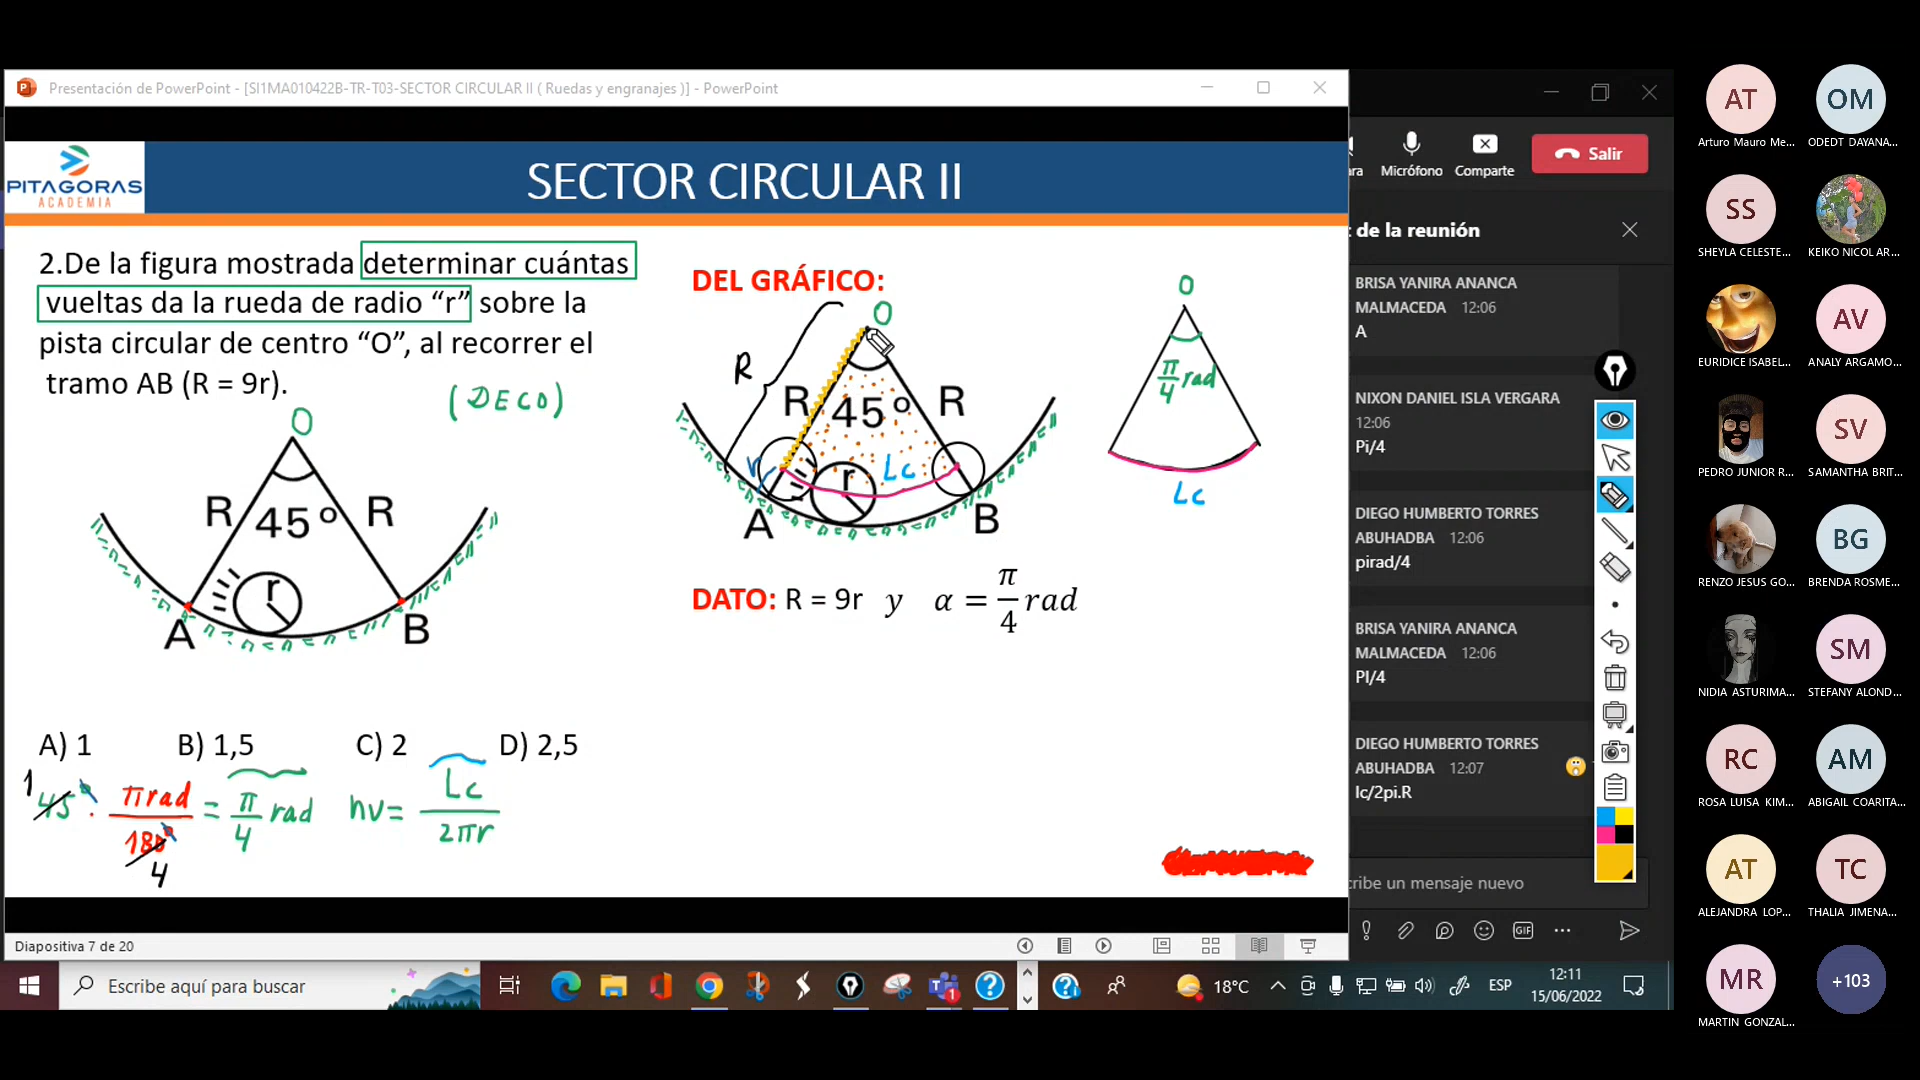 Presentación de PowerPoint - [SI1MA010422B-TR-T03-SECTOR CIRCULAR II ( Ruedas y engranajes )] - PowerPoint
PITAGORAS
ACADEMIA
SECTOR CIRCULAR II
2.De la figura mostrada determinar cuántas
vueltas da la rueda de radio “r” sobre la
pista circular de centro “O”, al recorrer el
tramo AB (R = 9r).
(DECO)
O
R
45°
R
r
A
B
A) 1
B) 1,5
C) 2
D) 2,5
1
45° . πrad / 180° = π/4 rad
4
nv = Lc / 2πr
DEL GRÁFICO:
O
R
R
45°
R
r
Lc
r
A
B
O
π/4 rad
Lc
DATO: R = 9r y α = π/4 rad
Diapositiva 7 de 20
ra
Micrófono
Comparte
Salir
t de la reunión
BRISA YANIRA ANANCA
MALMACEDA 12:06
A
NIXON DANIEL ISLA VERGARA
12:06
Pi/4
DIEGO HUMBERTO TORRES
ABUHADBA 12:06
pirad/4
BRISA YANIRA ANANCA
MALMACEDA 12:06
PI/4
DIEGO HUMBERTO TORRES
ABUHADBA 12:07
lc/2pi.R
cribe un mensaje nuevo
GIF
Escribe aquí para buscar
1
18°C
ESP
12:11
15/06/2022
AT
Arturo Mauro Me...
OM
ODEDT DAYANA...
SS
SHEYLA CELESTE...
KEIKO NICOL AR...
EURIDICE ISABEL...
AV
ANALY ARGAMO...
PEDRO JUNIOR R...
SV
SAMANTHA BRIT...
RENZO JESUS GO...
BG
BRENDA ROSME...
NIDIA ASTURIMA...
SM
STEFANY ALOND...
RC
ROSA LUISA KIM...
AM
ABIGAIL COARITA...
AT
ALEJANDRA LOP...
TC
THALIA JIMENA...
MR
MARTIN GONZAL...
+103